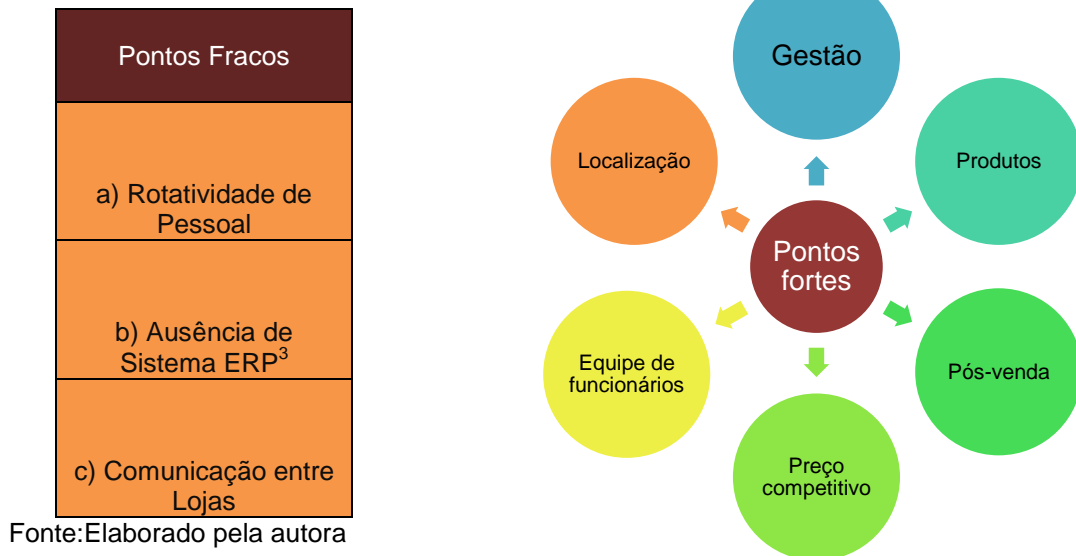 Pontos Fracos
a) Rotatividade de
Pessoal
b) Ausência de
Sistema ERP3
c) Comunicação entre
Lojas
Fonte:Elaborado pela autora
Gestão
Localização
Produtos
Pontos
fortes
Equipe de
funcionários
Pós-venda
Preço
competitivo